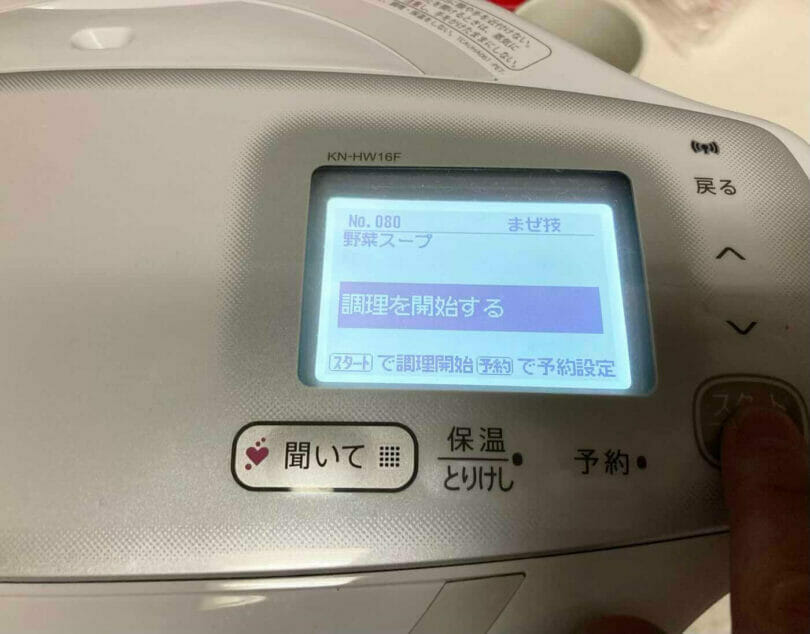 KN-HW16F
戻る
No.080 まぜ技
野菜スープ
調理を開始する
スタート で調理開始 予約 で予約設定
聞いて
保温
とりけし
予約